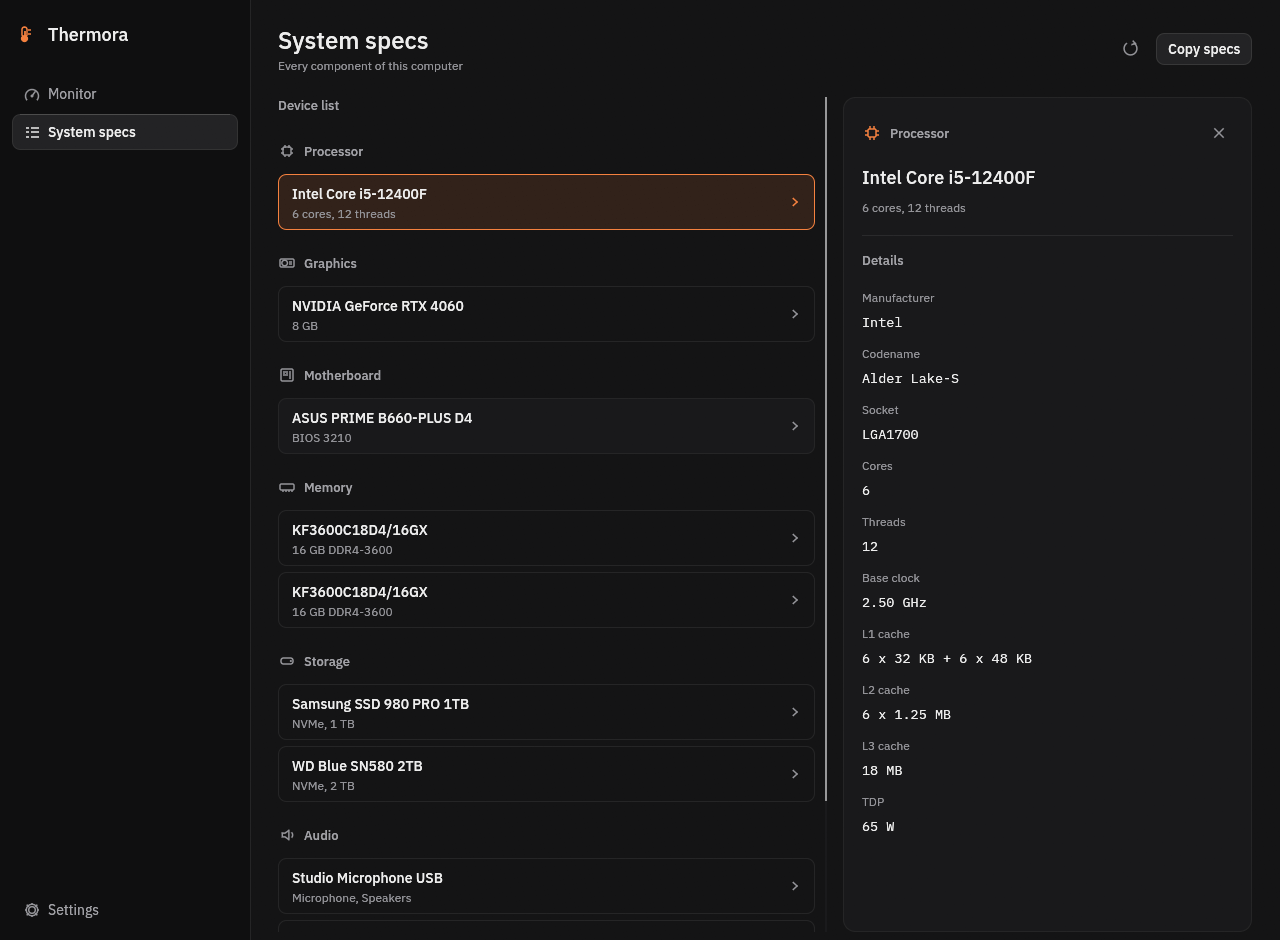 Thermora
Monitor
System specs
Settings
System specs
Every component of this computer
Copy specs
Device list
Processor
Intel Core i5-12400F
6 cores, 12 threads
Graphics
NVIDIA GeForce RTX 4060
8 GB
Motherboard
ASUS PRIME B660-PLUS D4
BIOS 3210
Memory
KF3600C18D4/16GX
16 GB DDR4-3600
KF3600C18D4/16GX
16 GB DDR4-3600
Storage
Samsung SSD 980 PRO 1TB
NVMe, 1 TB
WD Blue SN580 2TB
NVMe, 2 TB
Audio
Studio Microphone USB
Microphone, Speakers
Processor
Intel Core i5-12400F
6 cores, 12 threads
Details
Manufacturer
Intel
Codename
Alder Lake-S
Socket
LGA1700
Cores
6
Threads
12
Base clock
2.50 GHz
L1 cache
6 x 32 KB + 6 x 48 KB
L2 cache
6 x 1.25 MB
L3 cache
18 MB
TDP
65 W